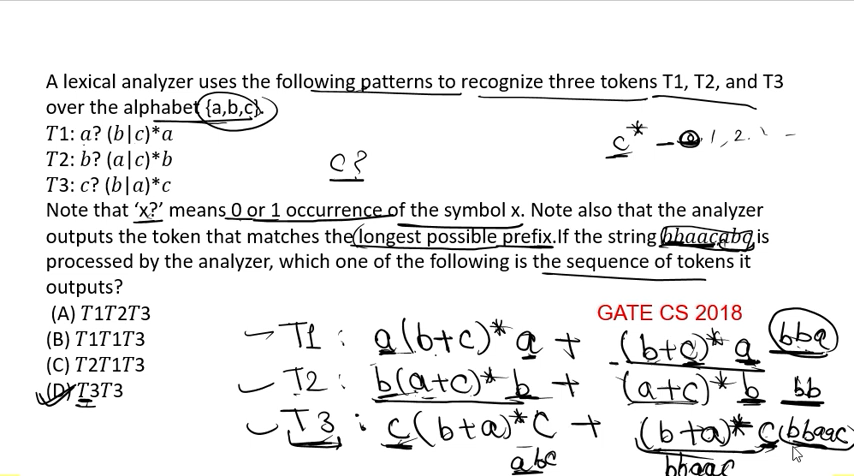 A lexical analyzer uses the following patterns to recognize three tokens T1, T2, and T3
over the alphabet {a,b,c}.
T1: a? (b|c)*a
T2: b? (a|c)*b
T3: c? (b|a)*c
c?
c* - 0 1, 2. \ -
Note that ‘x?’ means 0 or 1 occurrence of the symbol x. Note also that the analyzer
outputs the token that matches the longest possible prefix.If the string bbaacabc is
processed by the analyzer, which one of the following is the sequence of tokens it
outputs?
(A) T1T2T3
(B) T1T1T3
(C) T2T1T3
(D) T3T3
GATE CS 2018
T1 : a(b+c)* a + (b+c)* a bba
T2 : b(a+c)* b + (a+c)* b bb
T3 : c(b+a)* c + (b+a)* c bbaac
abc bbaac